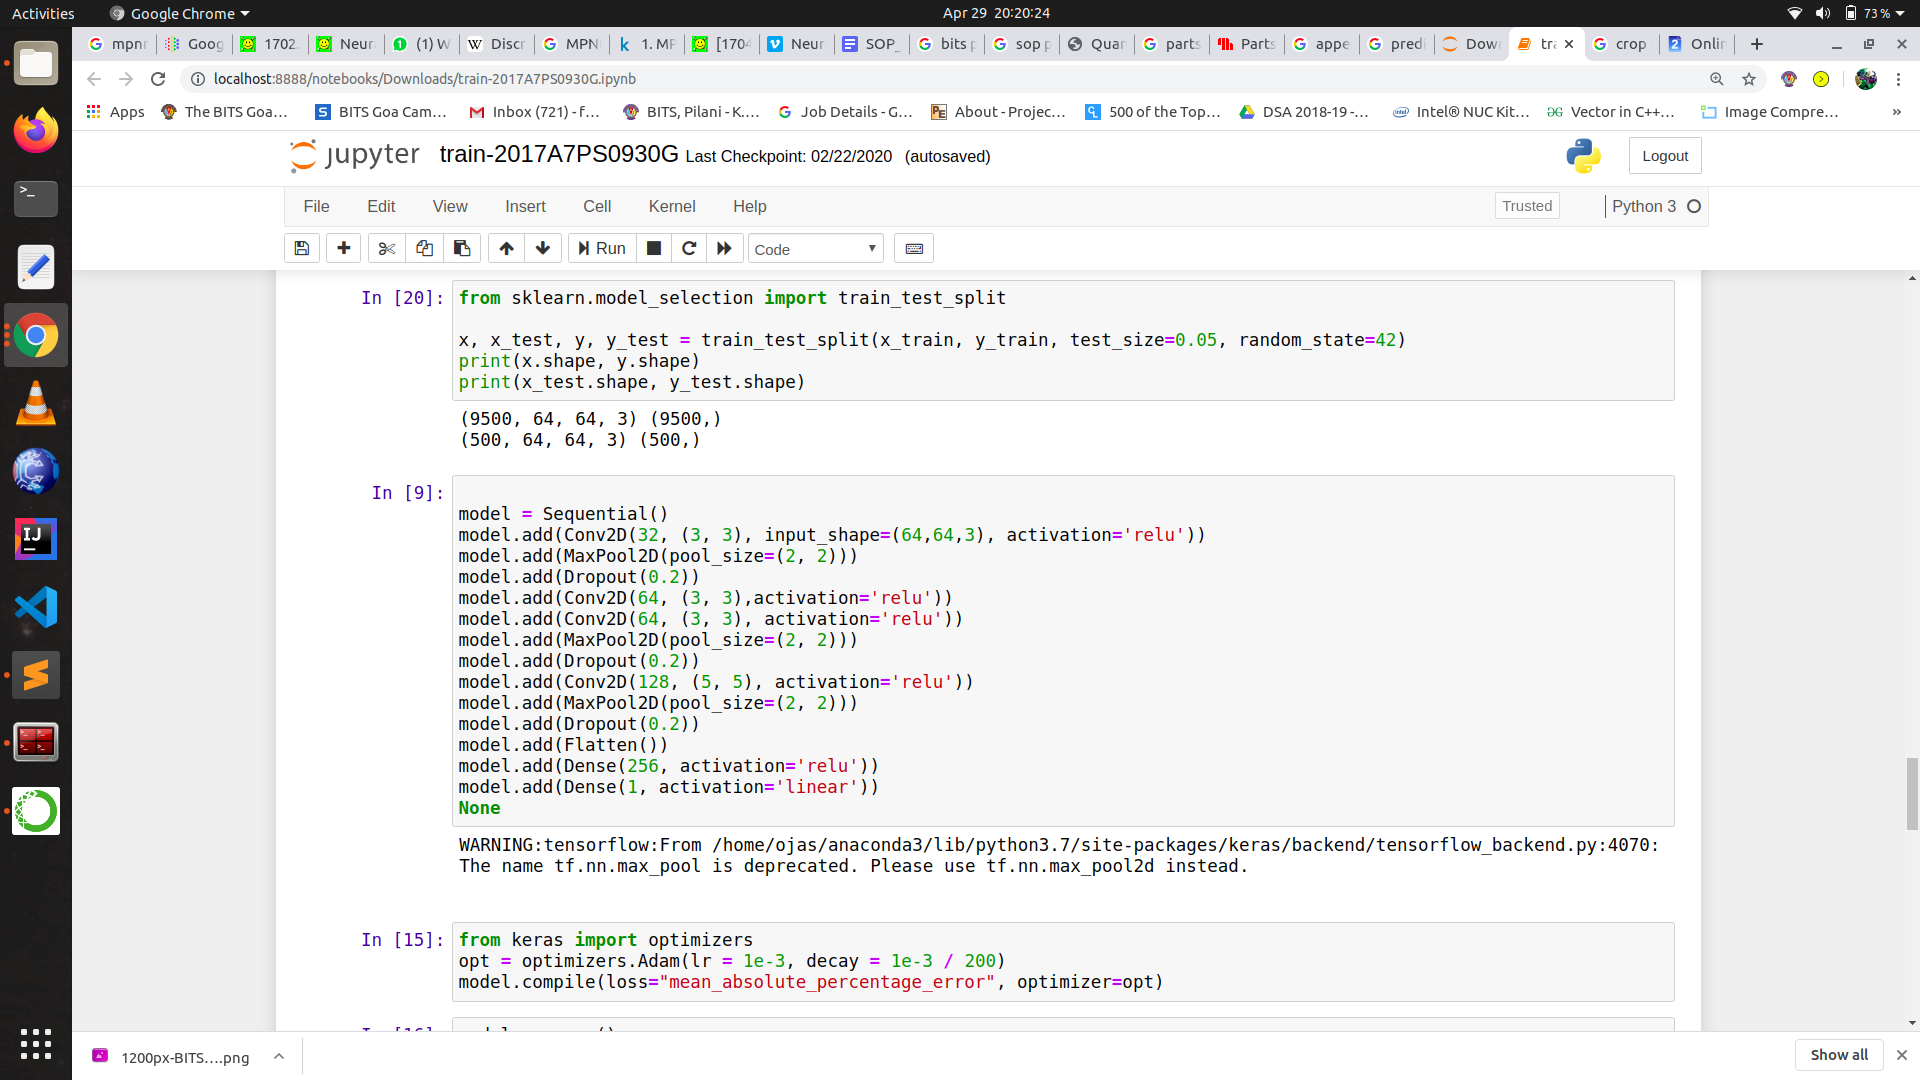 Activities
Google Chrome
Apr 29 20:20:24
73 %
mpnr
Goog
1702.
Neur
(1) W
Discr
MPN
1. MP
[1704
Neur
SOP_
bits p
sop p
Quar
parts
Parts
appe
predi
Dow
tra
crop
Onlin
localhost:8888/notebooks/Downloads/train-2017A7PS0930G.ipynb
Apps
The BITS Goa…
BITS Goa Cam…
Inbox (721) - f…
BITS, Pilani - K.…
Job Details - G…
About - Projec…
500 of the Top…
DSA 2018-19 -…
Intel® NUC Kit…
Vector in C++…
Image Compre…
»
jupyter train-2017A7PS0930G Last Checkpoint: 02/22/2020 (autosaved)
Logout
File Edit View Insert Cell Kernel Help
Trusted
Python 3
Run
Code
In [20]:
from sklearn.model_selection import train_test_split
x, x_test, y, y_test = train_test_split(x_train, y_train, test_size=0.05, random_state=42)
print(x.shape, y.shape)
print(x_test.shape, y_test.shape)
(9500, 64, 64, 3) (9500,)
(500, 64, 64, 3) (500,)
In [9]:
model = Sequential()
model.add(Conv2D(32, (3, 3), input_shape=(64,64,3), activation='relu'))
model.add(MaxPool2D(pool_size=(2, 2)))
model.add(Dropout(0.2))
model.add(Conv2D(64, (3, 3),activation='relu'))
model.add(Conv2D(64, (3, 3), activation='relu'))
model.add(MaxPool2D(pool_size=(2, 2)))
model.add(Dropout(0.2))
model.add(Conv2D(128, (5, 5), activation='relu'))
model.add(MaxPool2D(pool_size=(2, 2)))
model.add(Dropout(0.2))
model.add(Flatten())
model.add(Dense(256, activation='relu'))
model.add(Dense(1, activation='linear'))
None
WARNING:tensorflow:From /home/ojas/anaconda3/lib/python3.7/site-packages/keras/backend/tensorflow_backend.py:4070:
The name tf.nn.max_pool is deprecated. Please use tf.nn.max_pool2d instead.
In [15]:
from keras import optimizers
opt = optimizers.Adam(lr = 1e-3, decay = 1e-3 / 200)
model.compile(loss="mean_absolute_percentage_error", optimizer=opt)
1200px-BITS….png
Show all